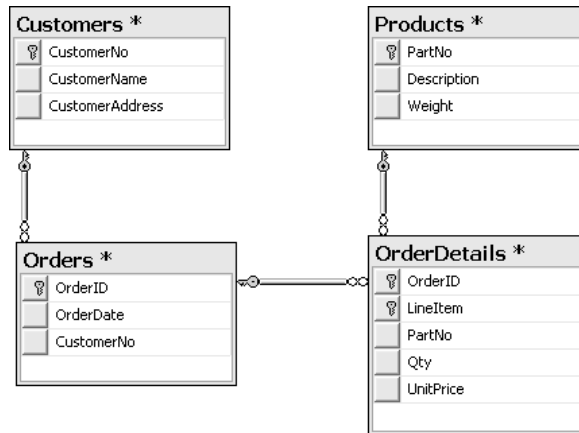 Customers *
CustomerNo
CustomerName
CustomerAddress
Products *
PartNo
Description
Weight
Orders *
OrderID
OrderDate
CustomerNo
OrderDetails *
OrderID
LineItem
PartNo
Qty
UnitPrice